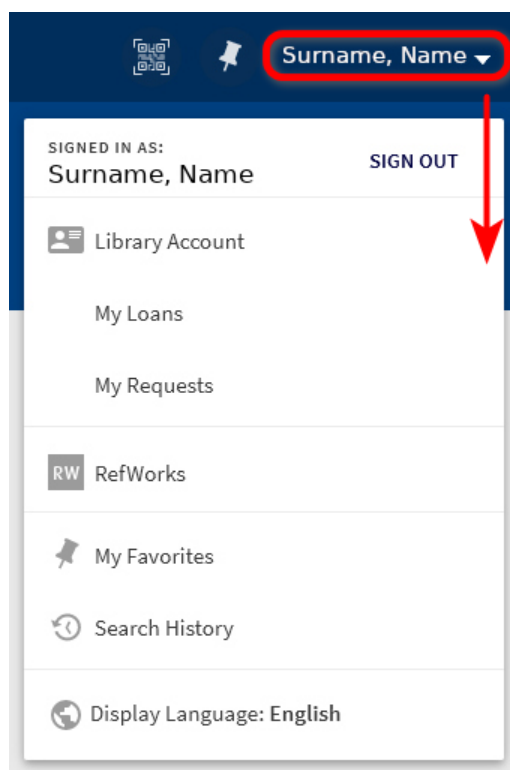 Surname, Name
SIGNED IN AS:
Surname, Name
SIGN OUT
Library Account
My Loans
My Requests
RW RefWorks
My Favorites
Search History
Display Language: English